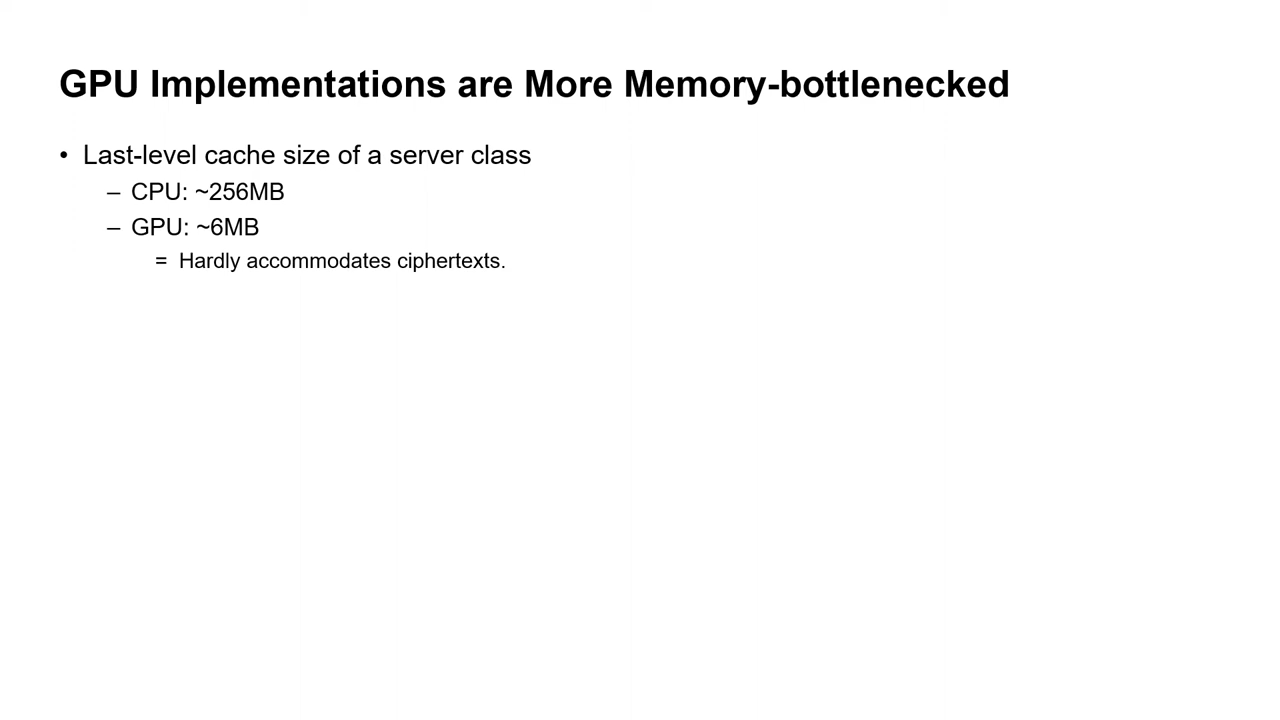 GPU Implementations are More Memory-bottlenecked
• Last-level cache size of a server class
– CPU: ~256MB
– GPU: ~6MB
= Hardly accommodates ciphertexts.